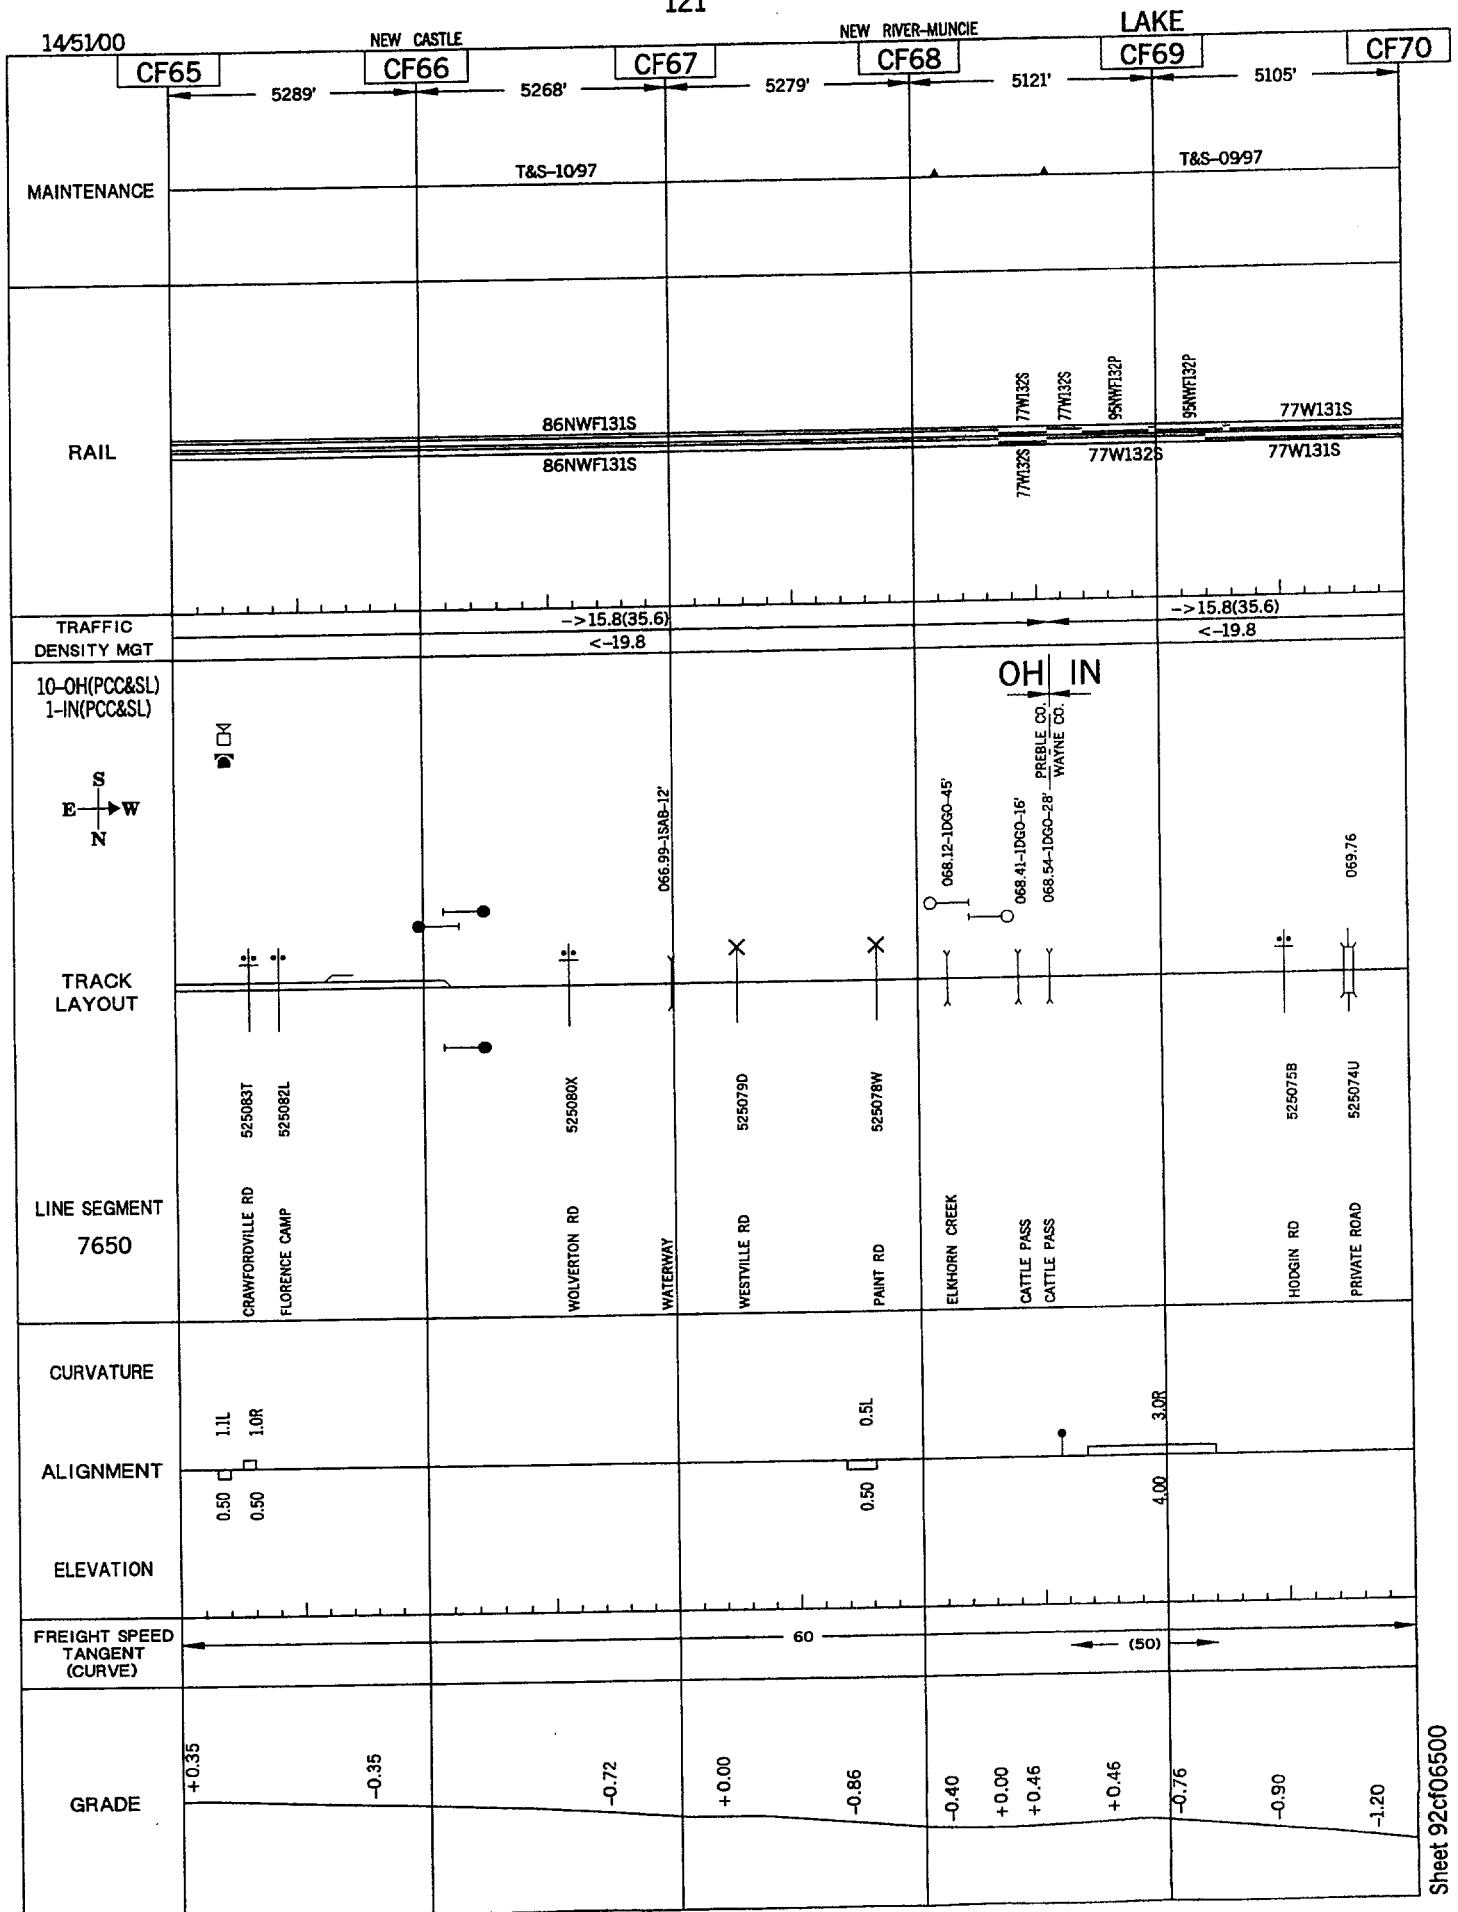 121
14/51/00
NEW CASTLE
NEW RIVER-MUNCIE
LAKE
CF65
CF66
CF67
CF68
CF69
CF70
5289'
5268'
5279'
5121'
5105'
MAINTENANCE
T&S-10/97
T&S-09/97
RAIL
86NWF131S
86NWF131S
77W132S
77W132S
95NWF132P
95NWF132P
77W131S
77W132S
77W132S
77W131S
TRAFFIC
DENSITY MGT
->15.8(35.6)
<-19.8
->15.8(35.6)
<-19.8
10-OH(PCC&SL)
1-IN(PCC&SL)
OH
IN
PREBLE CO.
WAYNE CO.
S
E
W
N
066.99-1SAB-12'
068.12-1DGO-45'
068.41-1DGO-16'
068.54-1DGO-28'
069.76
TRACK
LAYOUT
525083T
525082L
525080X
525079D
525078W
525075B
525074U
LINE SEGMENT
7650
CRAWFORDVILLE RD
FLORENCE CAMP
WOLVERTON RD
WATERWAY
WESTVILLE RD
PAINT RD
ELKHORN CREEK
CATTLE PASS
CATTLE PASS
HODGIN RD
PRIVATE ROAD
CURVATURE
1.1L
1.0R
0.5L
3.0R
ALIGNMENT
0.50
0.50
0.50
4.00
ELEVATION
FREIGHT SPEED
TANGENT
(CURVE)
60
(50)
GRADE
+0.35
-0.35
-0.72
+0.00
-0.86
-0.40
+0.00
+0.46
+0.46
-0.76
-0.90
-1.20
Sheet 92cf06500